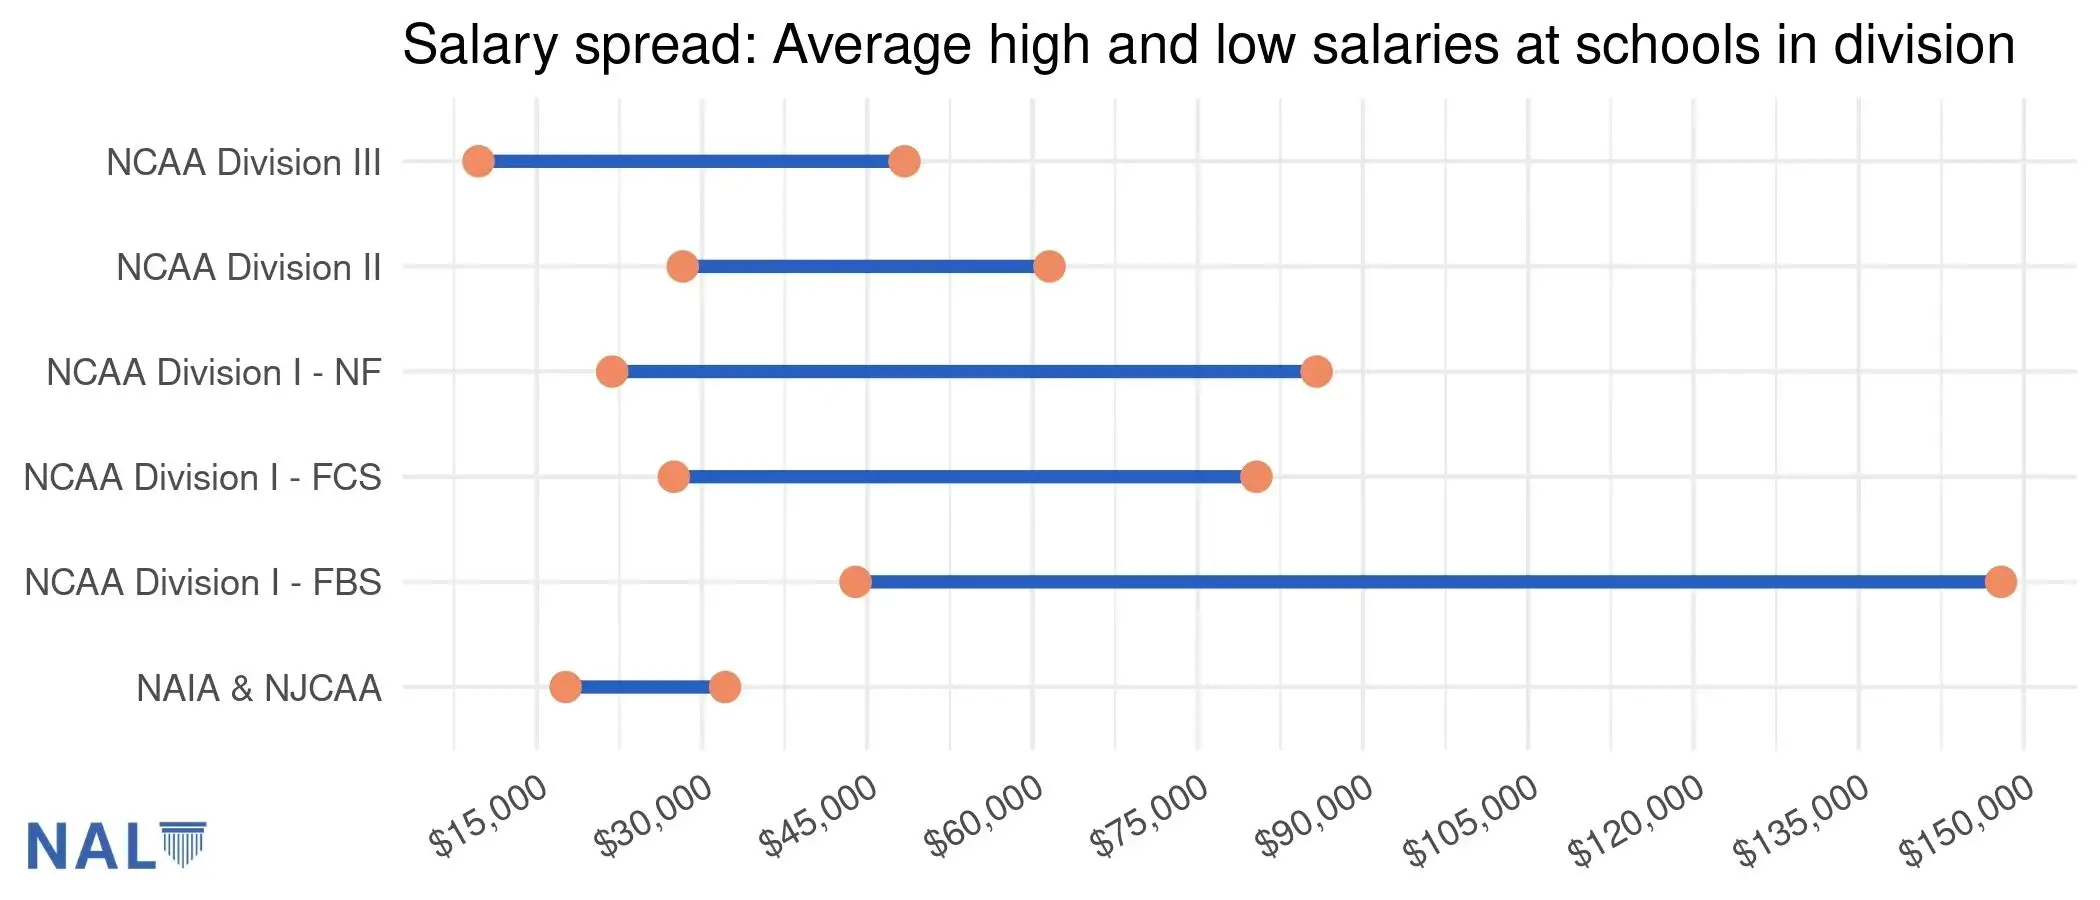 Salary spread: Average high and low salaries at schools in division
NCAA Division III
NCAA Division II
NCAA Division I - NF
NCAA Division I - FCS
NCAA Division I - FBS
NAIA & NJCAA
$15,000
$30,000
$45,000
$60,000
$75,000
$90,000
$105,000
$120,000
$135,000
$150,000
NAL